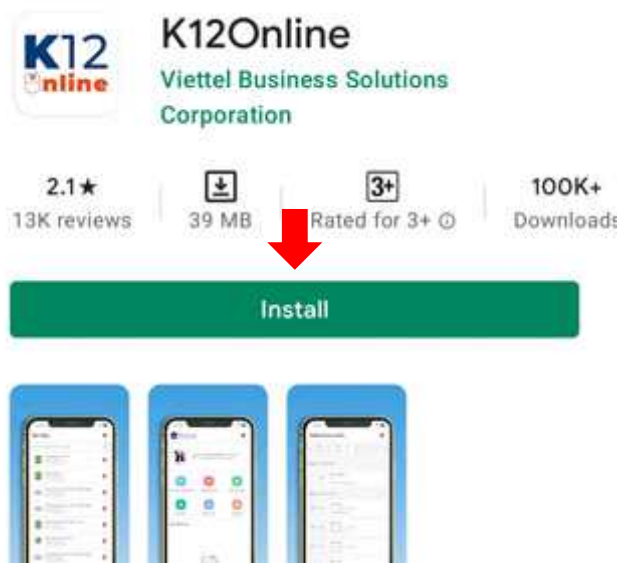 K12
nline
K12Online
Viettel Business Solutions
Corporation
2.1★
3+
100K+
13K reviews
39 MB
Rated for 3+
Downloads
Install